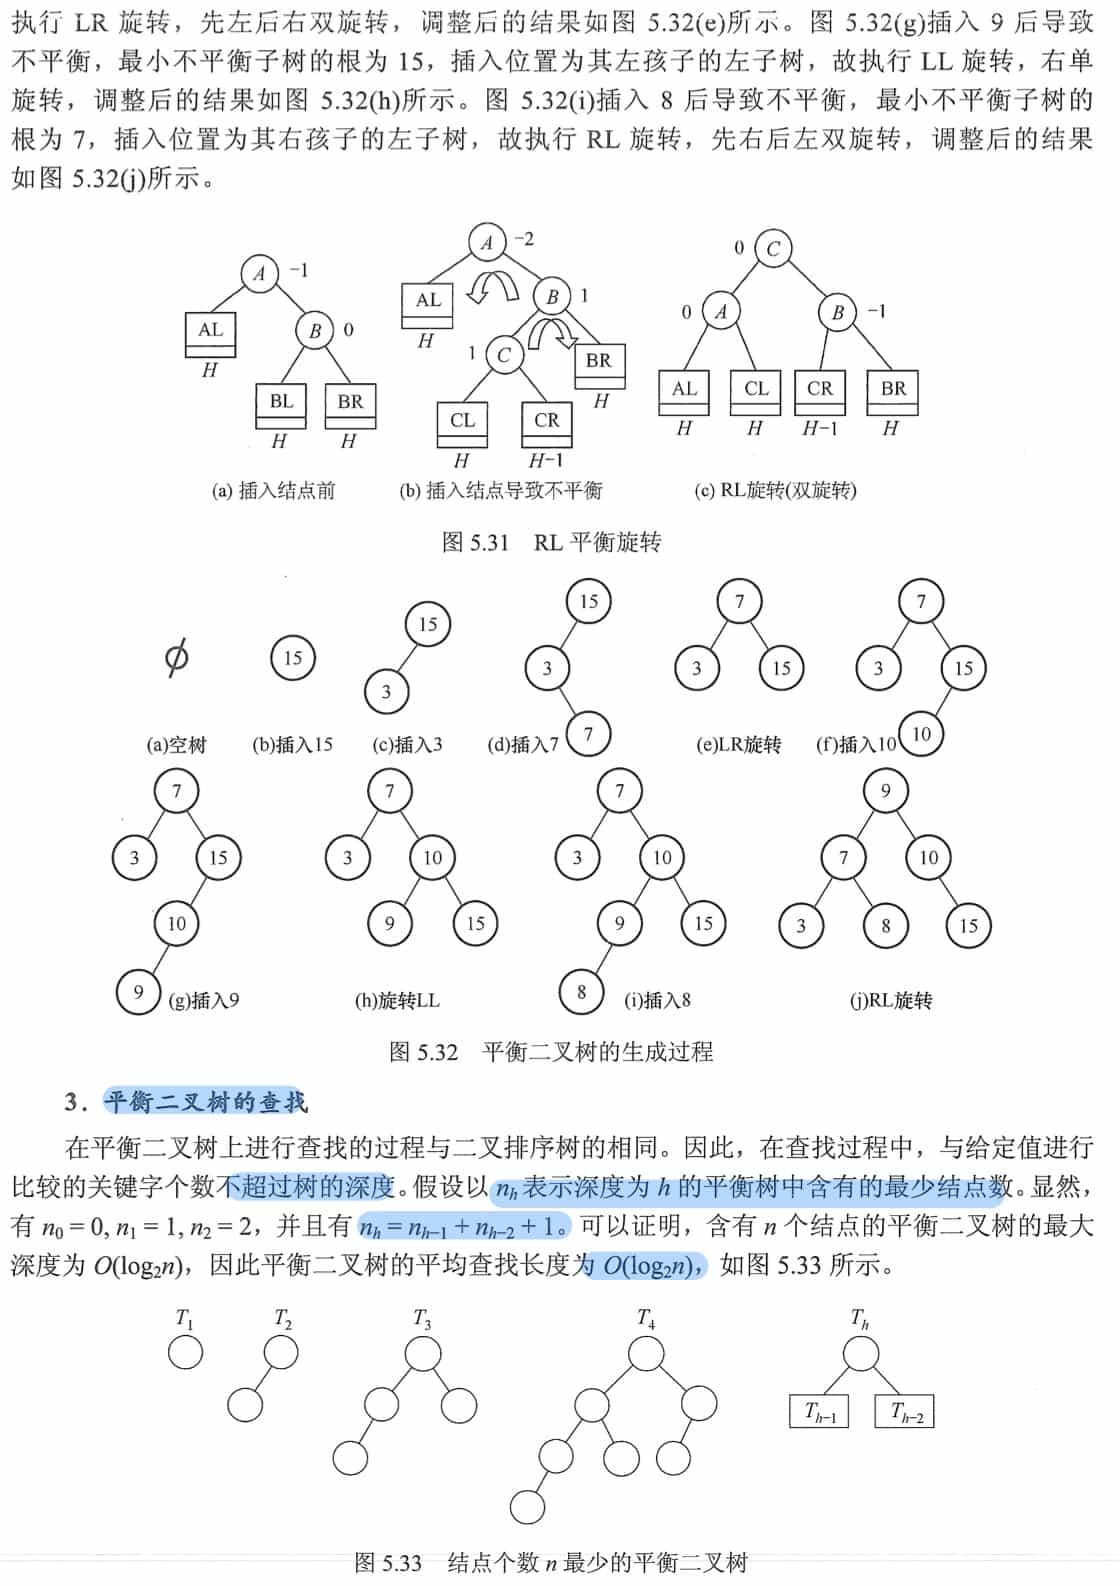 执行 LR 旋转，先左后右双旋转，调整后的结果如图 5.32(e)所示。图 5.32(g)插入 9 后导致
不平衡，最小不平衡子树的根为 15，插入位置为其左孩子的左子树，故执行 LL 旋转，右单
旋转，调整后的结果如图 5.32(h)所示。图 5.32(i)插入 8 后导致不平衡，最小不平衡子树的
根为 7，插入位置为其右孩子的左子树，故执行 RL 旋转，先右后左双旋转，调整后的结果
如图 5.32(j)所示。
A −1
AL B 0
H
BL BR
H H
(a) 插入结点前
A −2
AL B 1
H 1 C BR
H
CL CR
H H−1
(b) 插入结点导致不平衡
0 C
0 A B −1
AL CL CR BR
H H H−1 H
(c) RL旋转(双旋转)
图 5.31 RL 平衡旋转
ϕ
(a)空树
15
(b)插入15
15
3
(c)插入3
15
3
7
(d)插入7
7
3 15
(e)LR旋转
7
3 15
10
(f)插入10
7
3 15
10
9
(g)插入9
7
3 10
9 15
(h)旋转LL
7
3 10
9 15
8
(i)插入8
9
7 10
3 8 15
(j)RL旋转
图 5.32 平衡二叉树的生成过程
3．平衡二叉树的查找
在平衡二叉树上进行查找的过程与二叉排序树的相同。因此，在查找过程中，与给定值进行
比较的关键字个数不超过树的深度。假设以 nₕ 表示深度为 h 的平衡树中含有的最少结点数。显然，
有 n₀ = 0, n₁ = 1, n₂ = 2，并且有 nₕ = nₕ₋₁ + nₕ₋₂ + 1。可以证明，含有 n 个结点的平衡二叉树的最大
深度为 O(log₂n)，因此平衡二叉树的平均查找长度为 O(log₂n)，如图 5.33 所示。
T₁ T₂ T₃ T₄ Tₕ
Tₕ₋₁ Tₕ₋₂
图 5.33 结点个数 n 最少的平衡二叉树